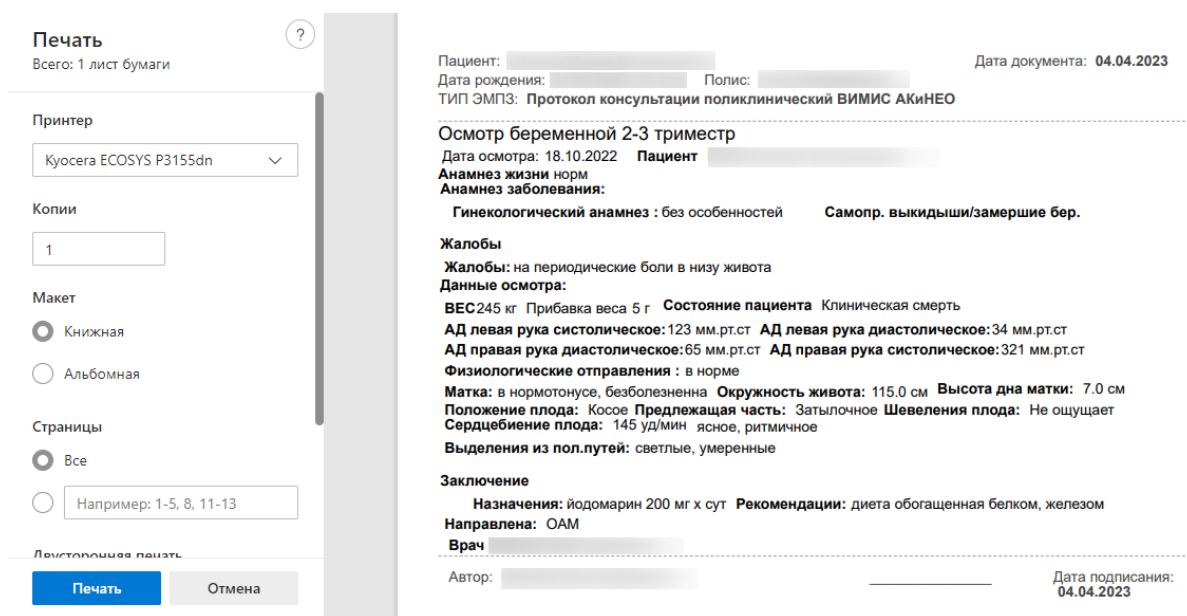 Печать
?
Всего: 1 лист бумаги
Принтер
Kyocera ECOSYS P3155dn
Копии
1
Макет
Книжная
Альбомная
Страницы
Все
Например: 1-5, 8, 11-13
Двусторонняя печать
Печать Отмена
Пациент: Дата документа: 04.04.2023
Дата рождения: Полис:
ТИП ЭМПЗ: Протокол консультации поликлинический ВИМИС АКиНЕО
Осмотр беременной 2-3 триместр
Дата осмотра: 18.10.2022 Пациент
Анамнез жизни норм
Анамнез заболевания:
Гинекологический анамнез : без особенностей Самопр. выкидыши/замершие бер.
Жалобы
Жалобы: на периодические боли в низу живота
Данные осмотра:
ВЕС245 кг Прибавка веса 5 г Состояние пациента Клиническая смерть
АД левая рука систолическое:123 мм.рт.ст АД левая рука диастолическое:34 мм.рт.ст
АД правая рука диастолическое:65 мм.рт.ст АД правая рука систолическое:321 мм.рт.ст
Физиологические отправления : в норме
Матка: в нормотонусе, безболезненна Окружность живота: 115.0 см Высота дна матки: 7.0 см
Положение плода: Косое Предлежащая часть: Затылочное Шевеления плода: Не ощущает
Сердцебиение плода: 145 уд/мин ясное, ритмичное
Выделения из пол.путей: светлые, умеренные
Заключение
Назначения: йодомарин 200 мг х сут Рекомендации: диета обогащенная белком, железом
Направлена: ОАМ
Врач
Автор: Дата подписания:
04.04.2023